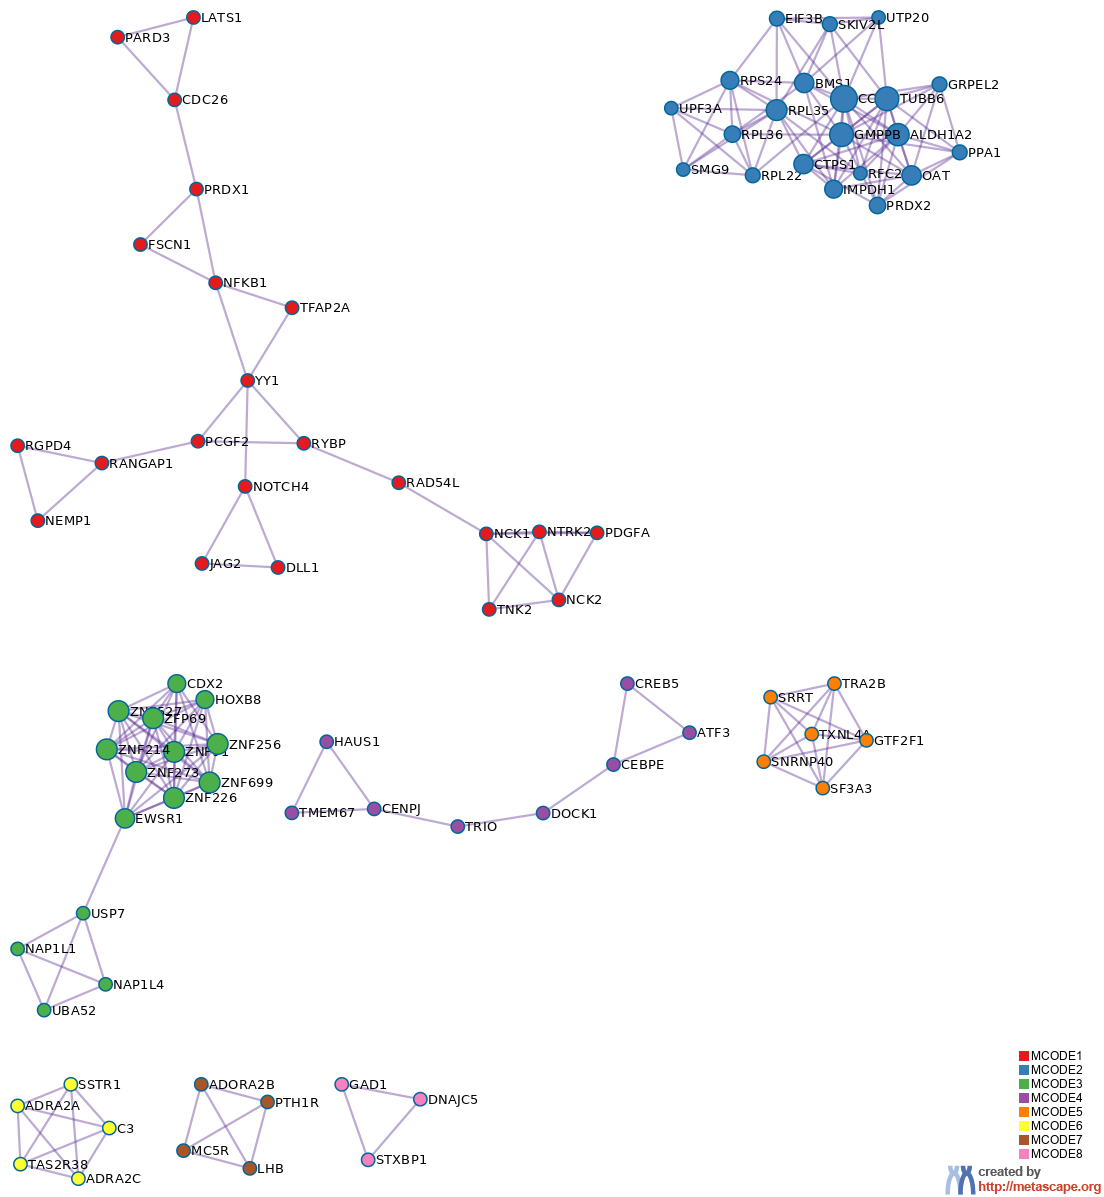 LATS1
PARD3
CDC26
PRDX1
FSCN1
NFKB1
TFAP2A
YY1
PCGF2
RYBP
RGPD4
RANGAP1
NEMP1
NOTCH4
RAD54L
JAG2
DLL1
NCK1
NTRK2
PDGFA
TNK2
NCK2
EIF3B
SKIV2L
UTP20
RPS24
BMS1
GRPEL2
TUBB6
UPF3A
RPL35
RPL36
GMPPB
ALDH1A2
PPA1
SMG9
RPL22
CTPS1
RFC2
OAT
IMPDH1
PRDX2
CDX2
HOXB8
ZFP69
ZNF214
ZNF256
ZNF273
ZNF699
ZNF226
EWSR1
USP7
NAP1L1
NAP1L4
UBA52
CREB5
ATF3
HAUS1
CEBPE
TMEM67
CENPJ
TRIO
DOCK1
TRA2B
SRRT
TXNL4A
GTF2F1
SNRNP40
SF3A3
SSTR1
ADRA2A
C3
TAS2R38
ADRA2C
ADORA2B
PTH1R
MC5R
LHB
GAD1
DNAJC5
STXBP1
MCODE1
MCODE2
MCODE3
MCODE4
MCODE5
MCODE6
MCODE7
MCODE8
created by
http://metascape.org